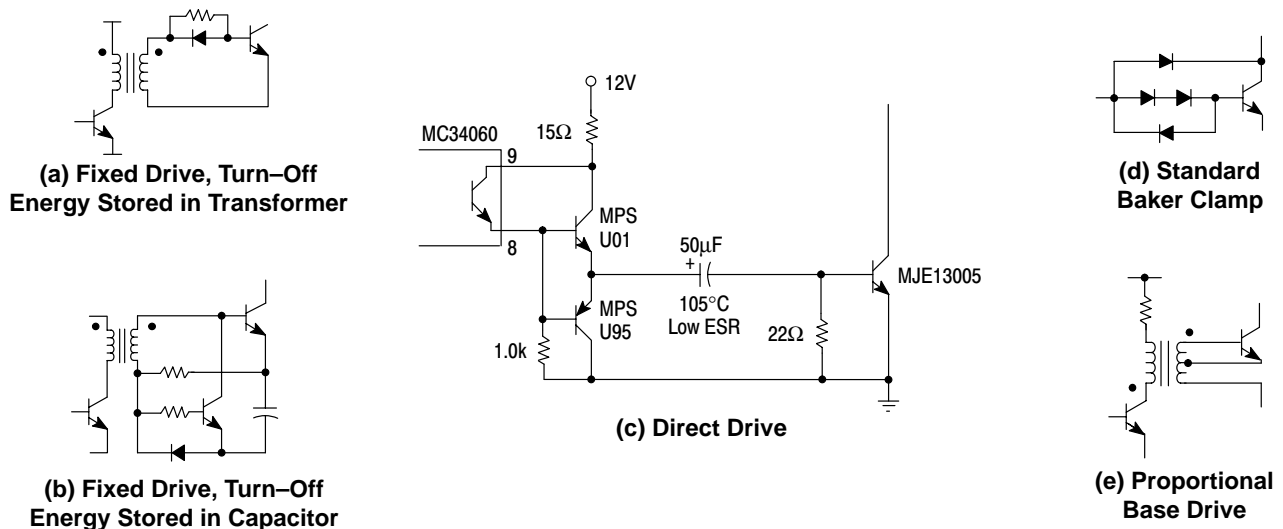 (a) Fixed Drive, Turn–Off
Energy Stored in Transformer
(b) Fixed Drive, Turn–Off
Energy Stored in Capacitor
12V
15Ω
MC34060
9
8
MPS
U01
MPS
U95
1.0k
50μF
+
105°C
Low ESR
22Ω
MJE13005
(c) Direct Drive
(d) Standard
Baker Clamp
(e) Proportional
Base Drive